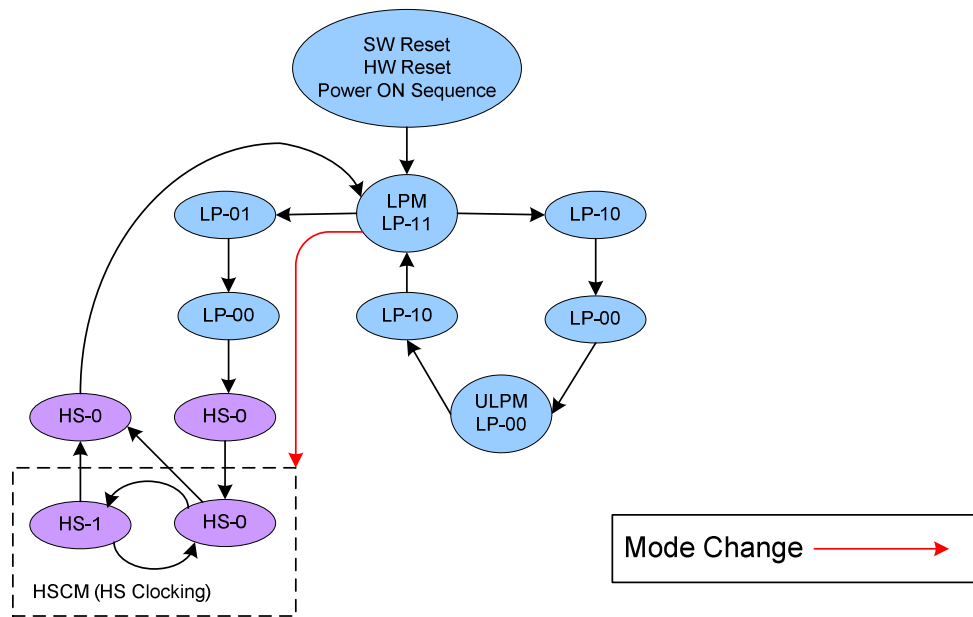 SW Reset
HW Reset
Power ON Sequence
LPM
LP-11
LP-01
LP-10
LP-00
LP-10
LP-00
ULPM
LP-00
HS-0
HS-0
HS-1
HS-0
HSCM (HS Clocking)
Mode Change